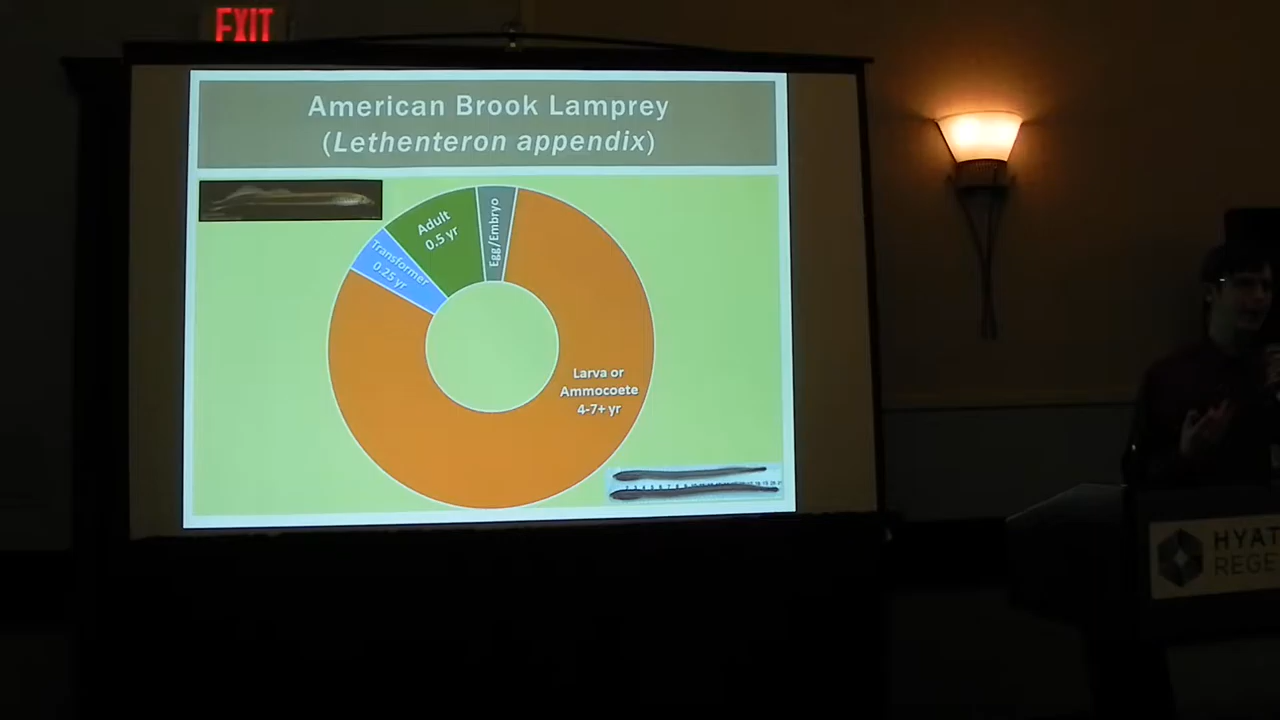 EXIT
American Brook Lamprey
(Lethenteron appendix)
Adult
0.5 yr
Egg/Embryo
Transformer
0.25 yr
Larva or
Ammocoete
4-7+ yr
HYAT
REGE